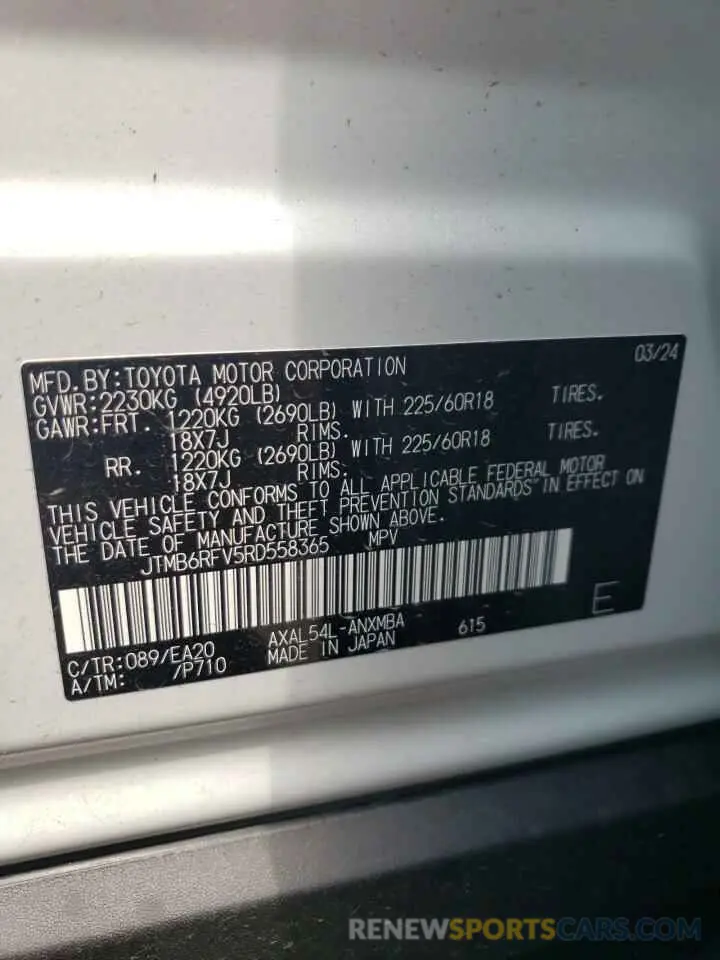 MFD. BY: TOYOTA MOTOR CORPORATION 03/24
GVWR: 2230KG (4920LB)
GAWR: FRT. 1220KG (2690LB) WITH 225/60R18 TIRES.
18X7J RIMS.
RR. 1220KG (2690LB) WITH 225/60R18 TIRES.
18X7J RIMS.
THIS VEHICLE CONFORMS TO ALL APPLICABLE FEDERAL MOTOR
VEHICLE SAFETY AND THEFT PREVENTION STANDARDS IN EFFECT ON
THE DATE OF MANUFACTURE SHOWN ABOVE.
JTMB6RFV5RD558365 MPV
E
C/TR: 089/EA20 AXAL54L-ANXMBA 615
A/TM: /P710 MADE IN JAPAN
RENEWSPORTSCARS.COM